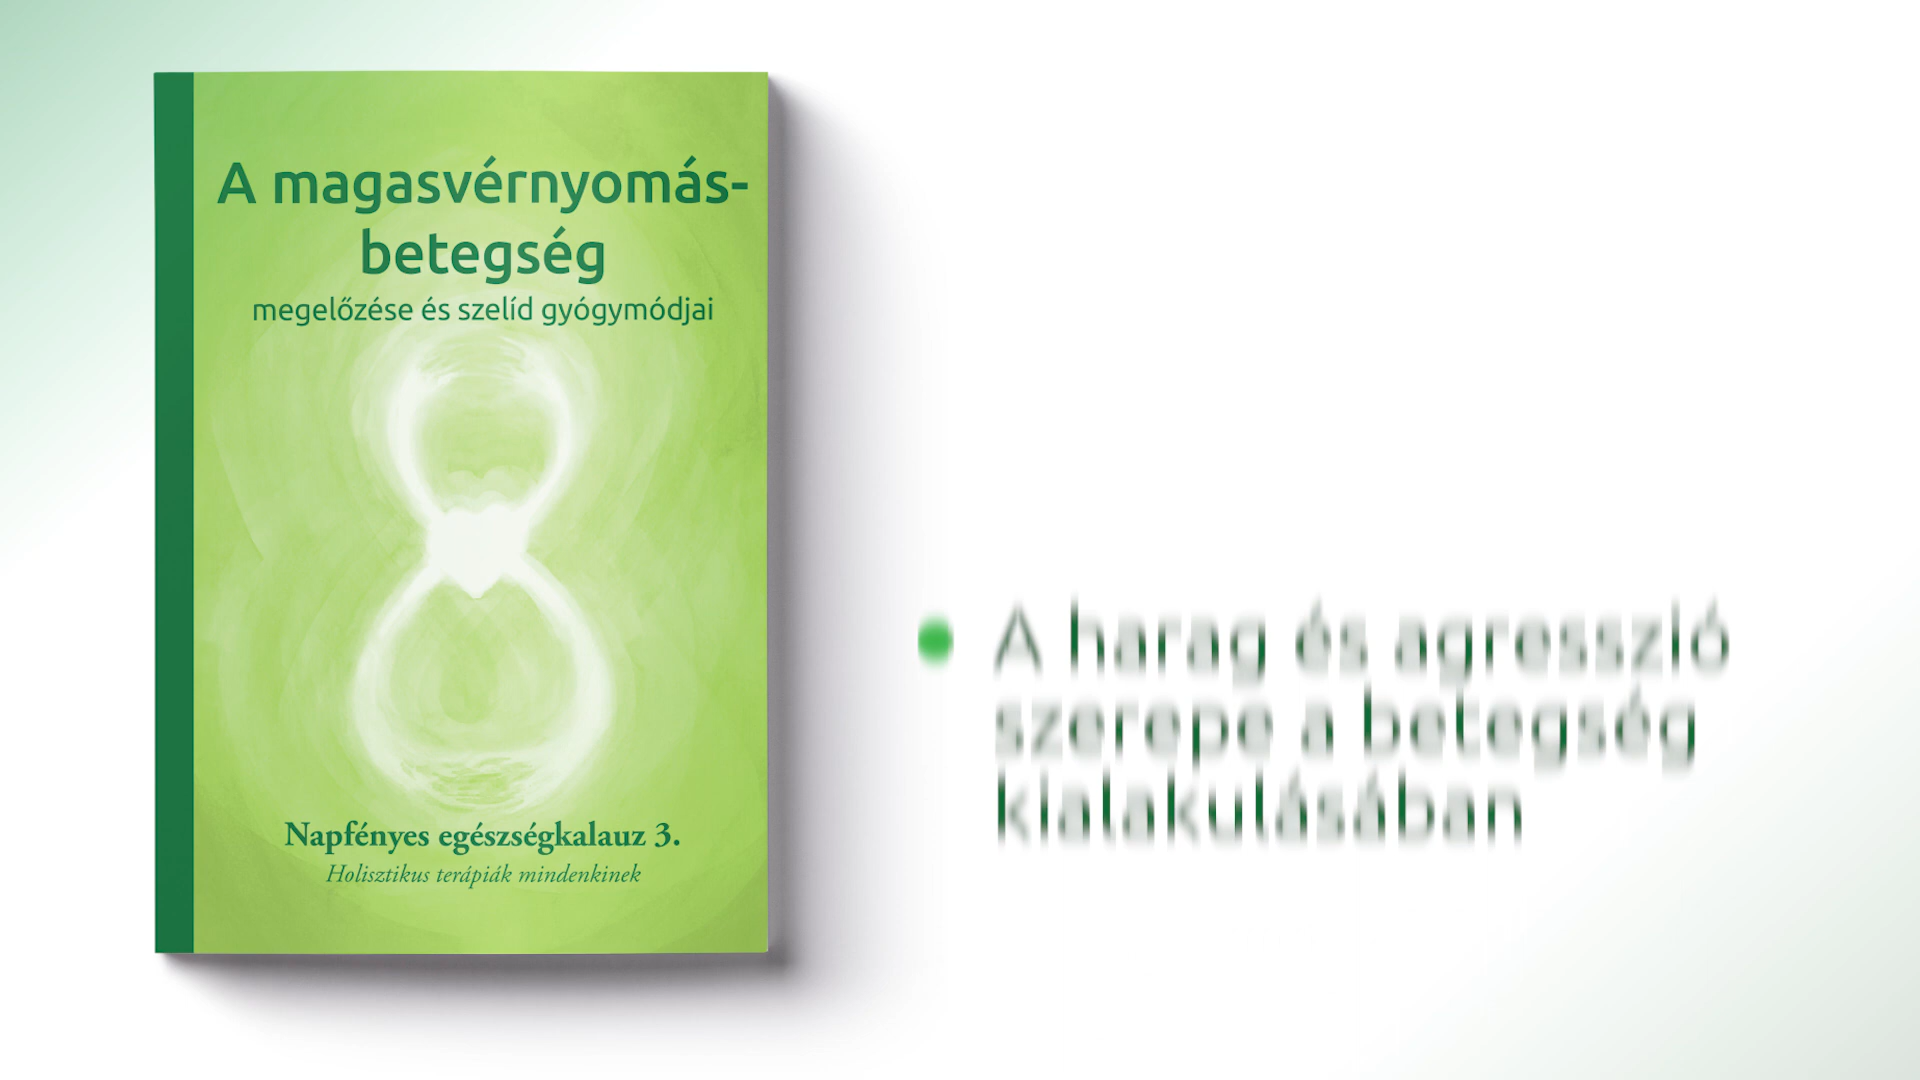 A magasvérnyomás-
betegség
megelőzése és szelíd gyógymódjai
Napfényes egészségkalauz 3.
Holisztikus terápiák mindenkinek
A harag és agresszió
szerepe a betegség
kialakulásában